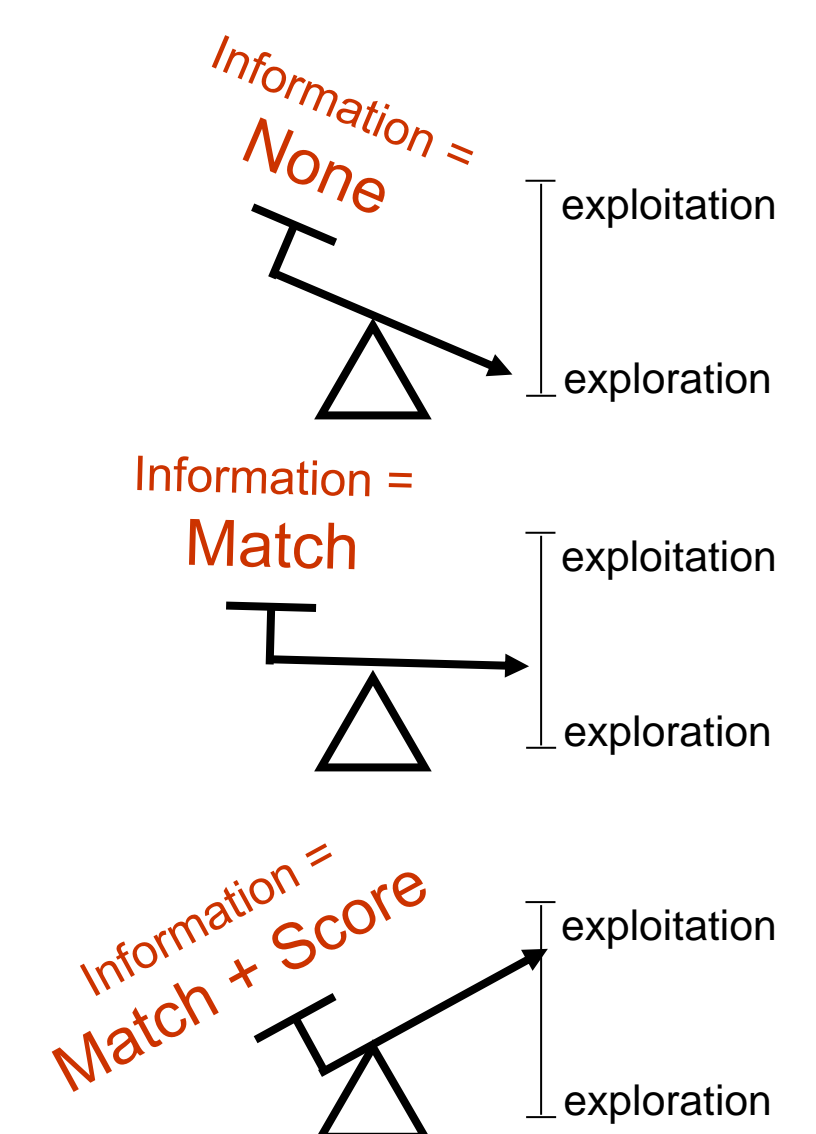 Information =
None
exploitation
exploration
Information =
Match
exploitation
exploration
Information =
Match + Score
exploitation
exploration